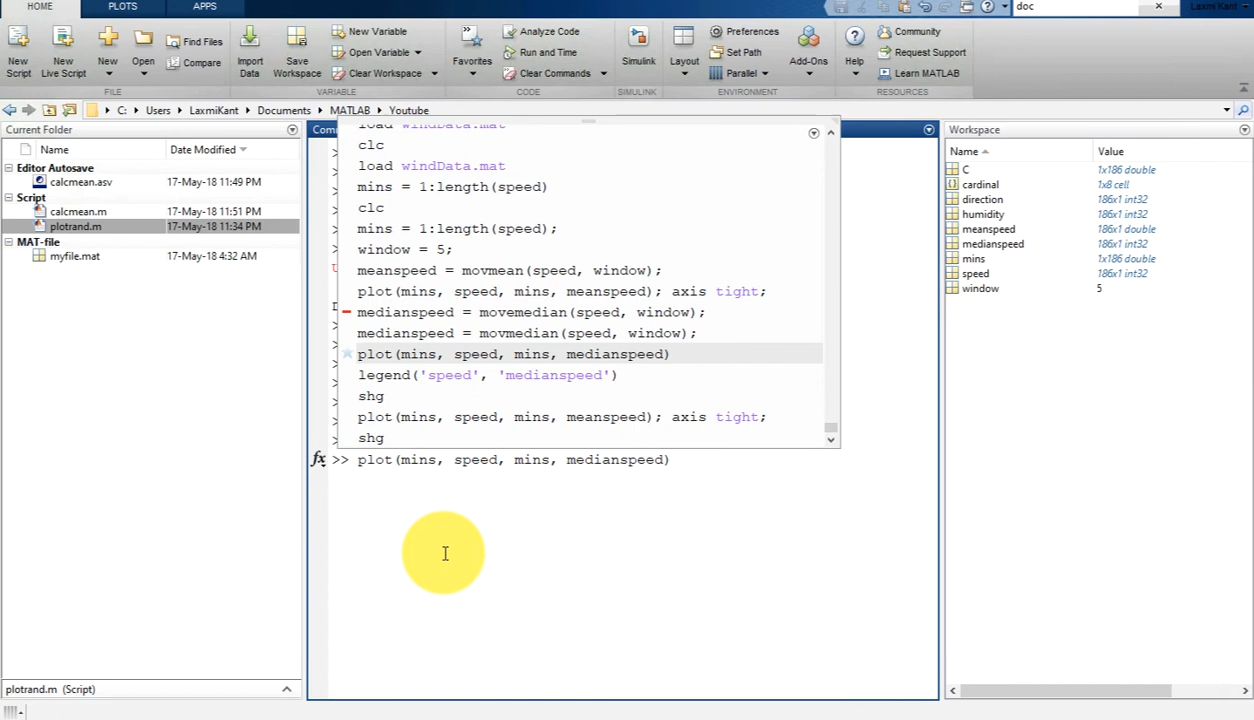 HOME PLOTS APPS doc Laxmi Kant
New Script
New Live Script
New
Open
Find Files
Compare
FILE
Import Data
Save Workspace
New Variable
Open Variable
Clear Workspace
VARIABLE
Favorites
Analyze Code
Run and Time
Clear Commands
CODE
Simulink
SIMULINK
Layout
Preferences
Set Path
Parallel
ENVIRONMENT
Add-Ons
Help
Community
Request Support
Learn MATLAB
RESOURCES
C: Users LaxmiKant Documents MATLAB Youtube
Current Folder
Name Date Modified
Editor Autosave
calcmean.asv 17-May-18 11:49 PM
Script
calcmean.m 17-May-18 11:51 PM
plotrand.m 17-May-18 11:34 PM
MAT-file
myfile.mat 17-May-18 4:32 AM
plotrand.m (Script)
load windData.mat
clc
load windData.mat
mins = 1:length(speed)
clc
mins = 1:length(speed);
window = 5;
meanspeed = movmean(speed, window);
plot(mins, speed, mins, meanspeed); axis tight;
medianspeed = movemedian(speed, window);
medianspeed = movmedian(speed, window);
plot(mins, speed, mins, medianspeed)
legend('speed', 'medianspeed')
shg
plot(mins, speed, mins, meanspeed); axis tight;
shg
fx >> plot(mins, speed, mins, medianspeed)
Workspace
Name Value
C 1x186 double
cardinal 1x8 cell
direction 186x1 int32
humidity 186x1 int32
meanspeed 186x1 double
medianspeed 186x1 int32
mins 1x186 double
speed 186x1 int32
window 5